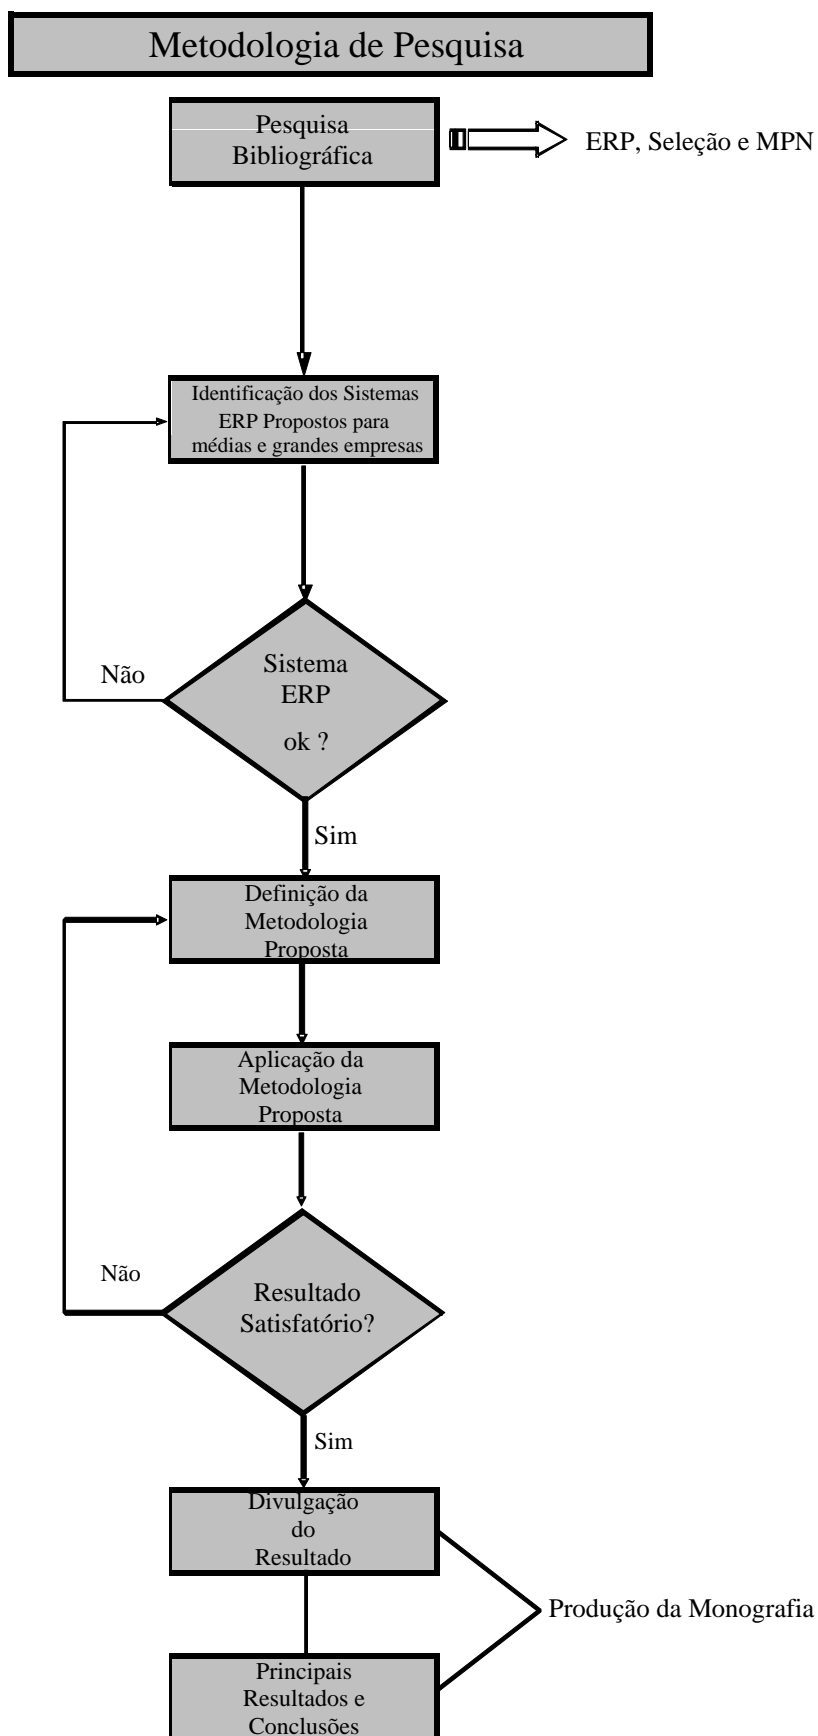 Metodologia de Pesquisa
Pesquisa
Bibliográfica
ERP, Seleção e MPN
Identificação dos Sistemas
ERP Propostos para
médias e grandes empresas
Não
Sistema
ERP
ok ?
Sim
Definição da
Metodologia
Proposta
Aplicação da
Metodologia
Proposta
Não
Resultado
Satisfatório?
Sim
Divulgação
do
Resultado
Produção da Monografia
Principais
Resultados e
Conclusões